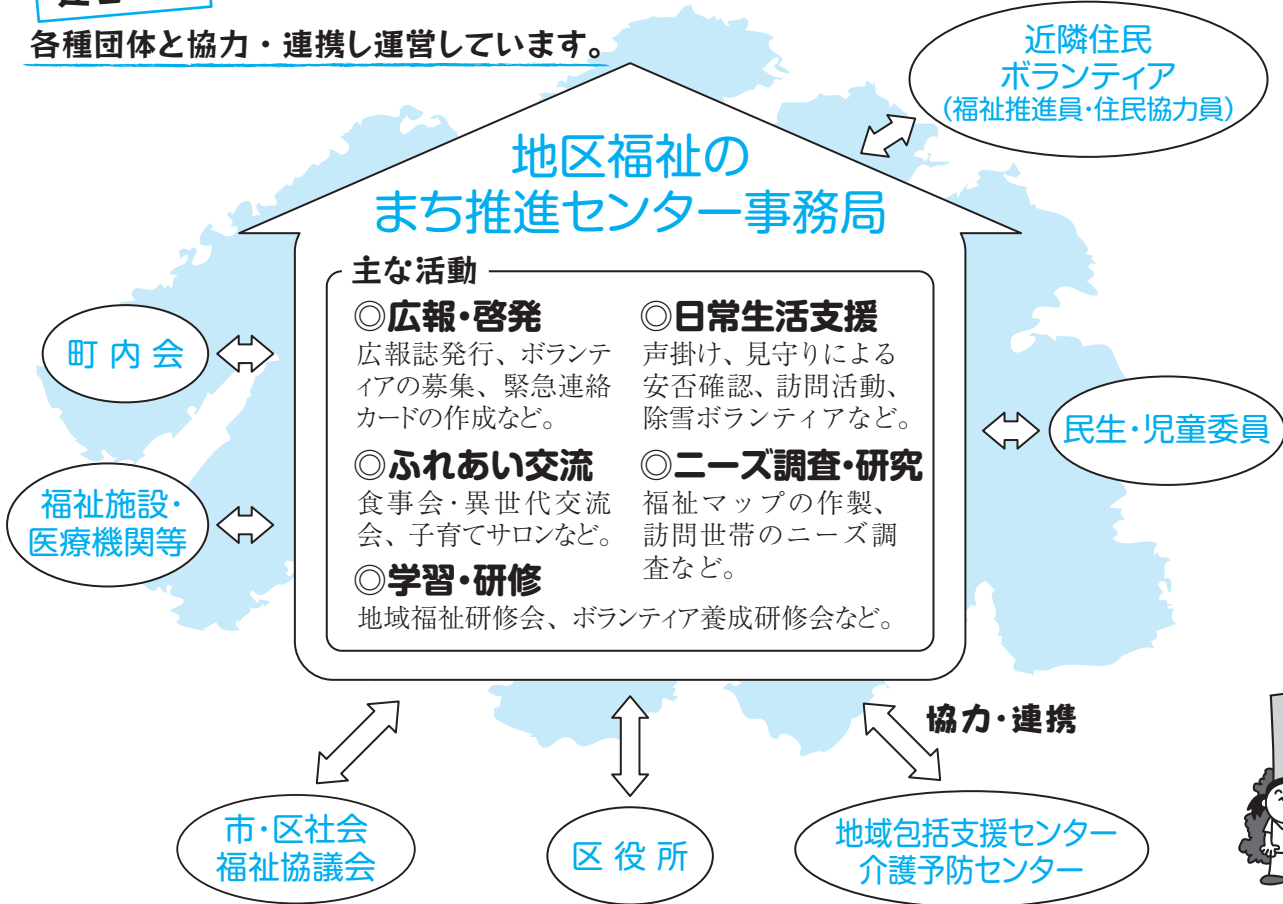 各種団体と協力・連携し運営しています。
近隣住民
ボランティア
(福祉推進員・住民協力員)
地区福祉の
まち推進センター事務局
主な活動
◎広報・啓発
広報誌発行、ボランテ
ィアの募集、緊急連絡
カードの作成など。
◎日常生活支援
声掛け、見守りによる
安否確認、訪問活動、
除雪ボランティアなど。
◎ふれあい交流
食事会・異世代交流
会、子育てサロンなど。
◎ニーズ調査・研究
福祉マップの作製、
訪問世帯のニーズ調
査など。
◎学習・研修
地域福祉研修会、ボランティア養成研修会など。
町内会
福祉施設・
医療機関等
民生・児童委員
協力・連携
市・区社会
福祉協議会
区役所
地域包括支援センター
介護予防センター